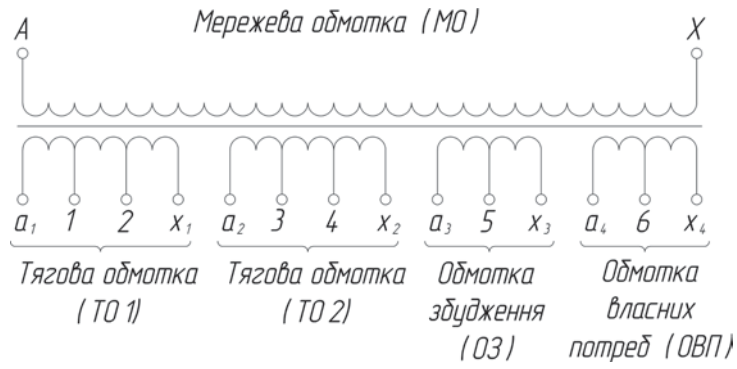 A Мережева обмотка (МО) X
a₁ 1 2 x₁ a₂ 3 4 x₂ a₃ 5 x₃ a₄ 6 x₄
Тягова обмотка
(ТО 1)
Тягова обмотка
(ТО 2)
Обмотка
збудження
(ОЗ)
Обмотка
власних
потреб (ОВП)